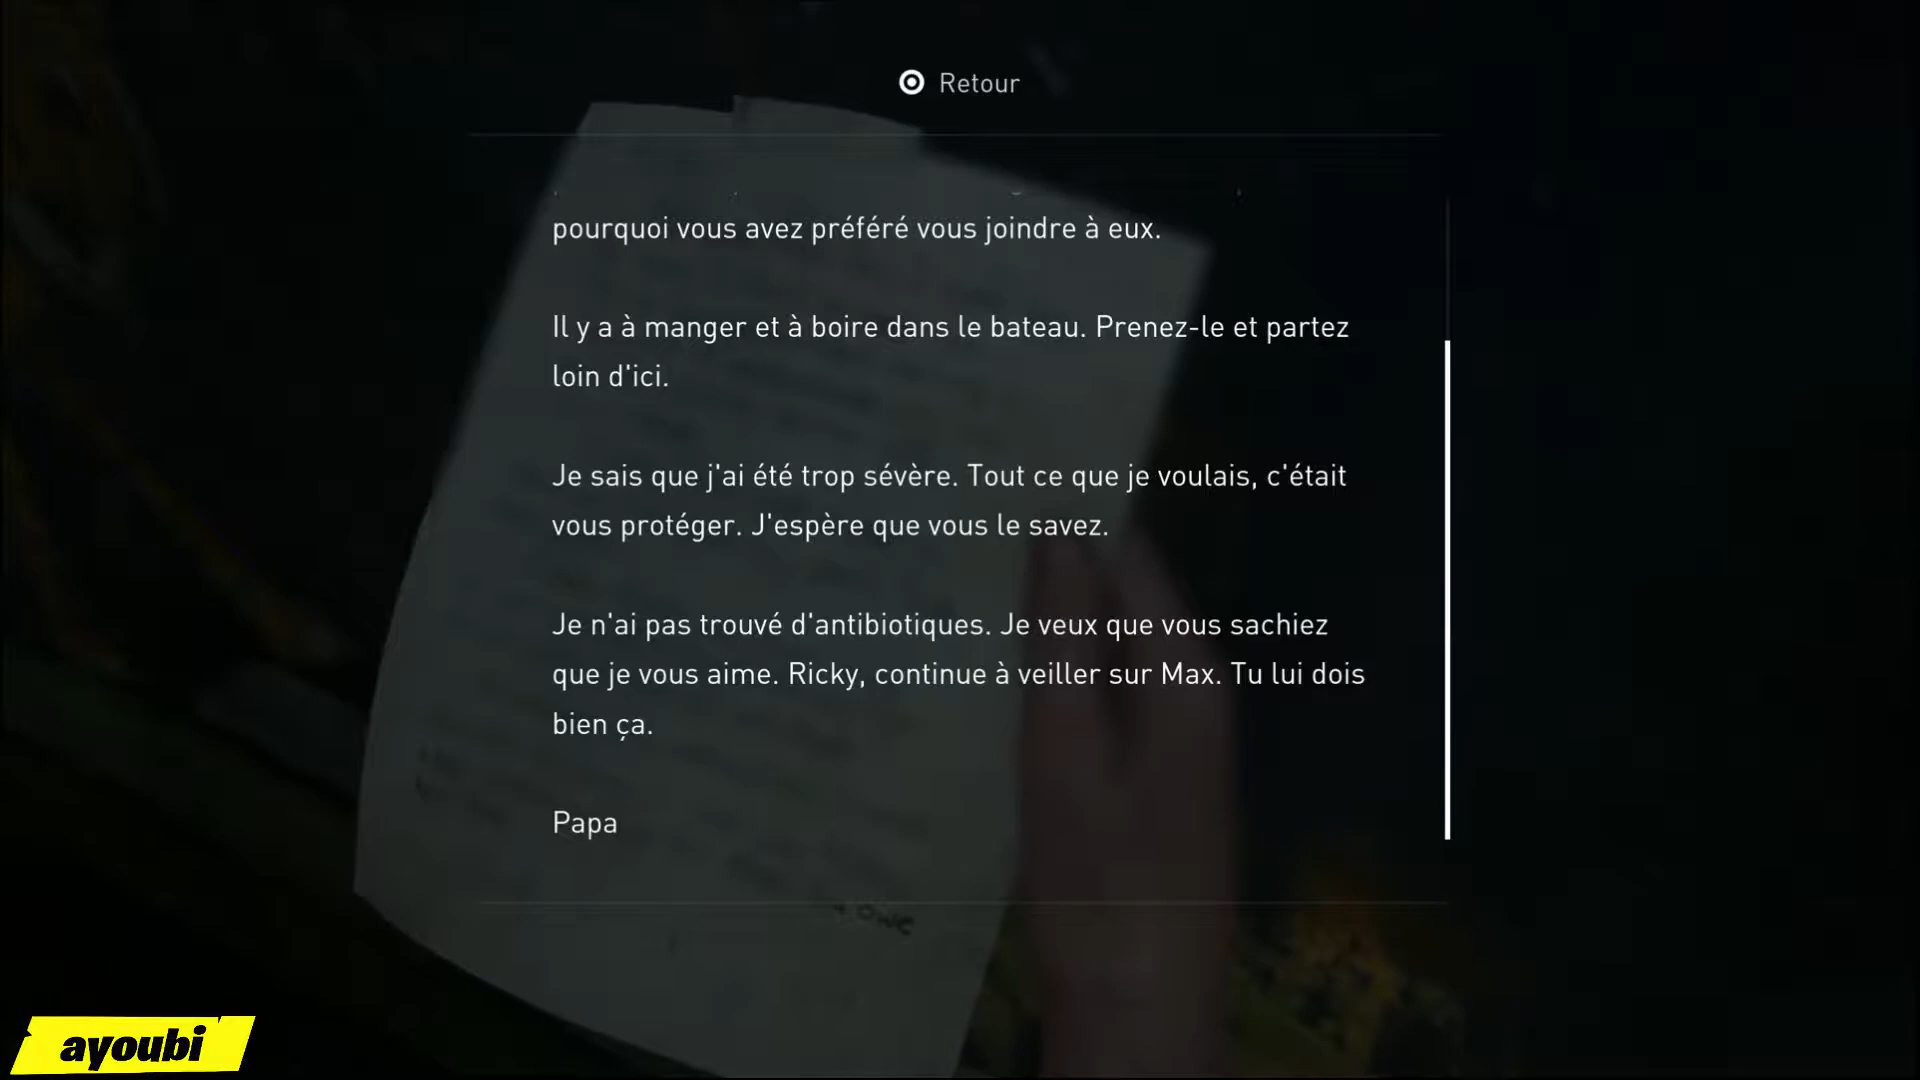 Retour
pourquoi vous avez préféré vous joindre à eux.
Il y a à manger et à boire dans le bateau. Prenez-le et partez
loin d'ici.
Je sais que j'ai été trop sévère. Tout ce que je voulais, c'était
vous protéger. J'espère que vous le savez.
Je n'ai pas trouvé d'antibiotiques. Je veux que vous sachiez
que je vous aime. Ricky, continue à veiller sur Max. Tu lui dois
bien ça.
Papa
owe
ayoubi